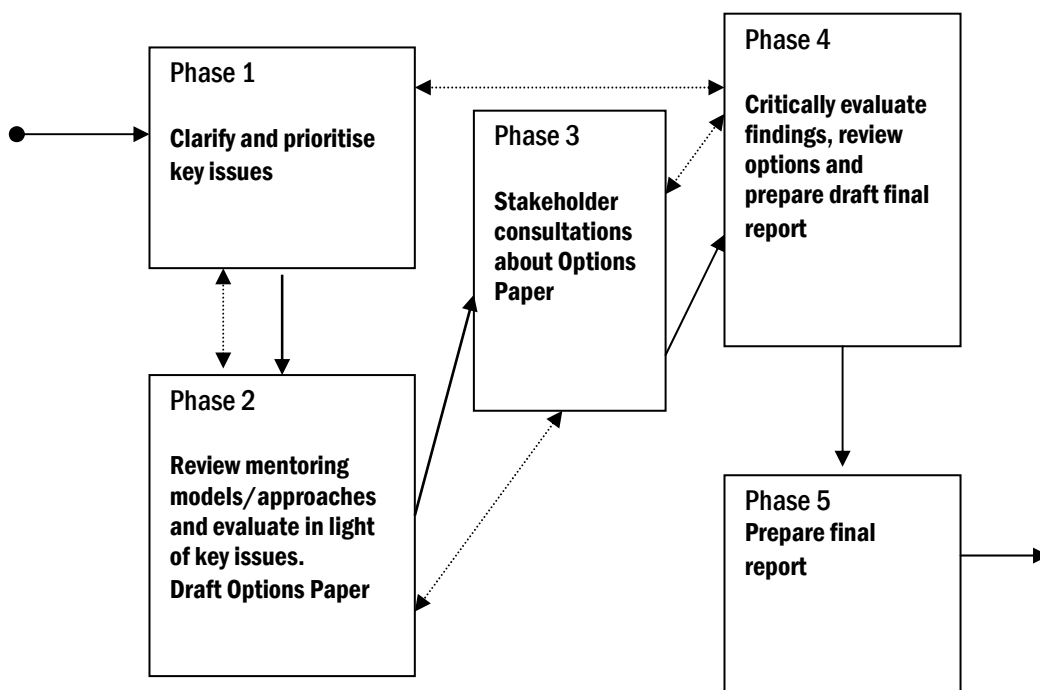 Phase 1
Clarify and prioritise
key issues
Phase 2
Review mentoring
models/approaches
and evaluate in light
of key issues.
Draft Options Paper
Phase 3
Stakeholder
consultations
about Options
Paper
Phase 4
Critically evaluate
findings, review
options and
prepare draft final
report
Phase 5
Prepare final
report